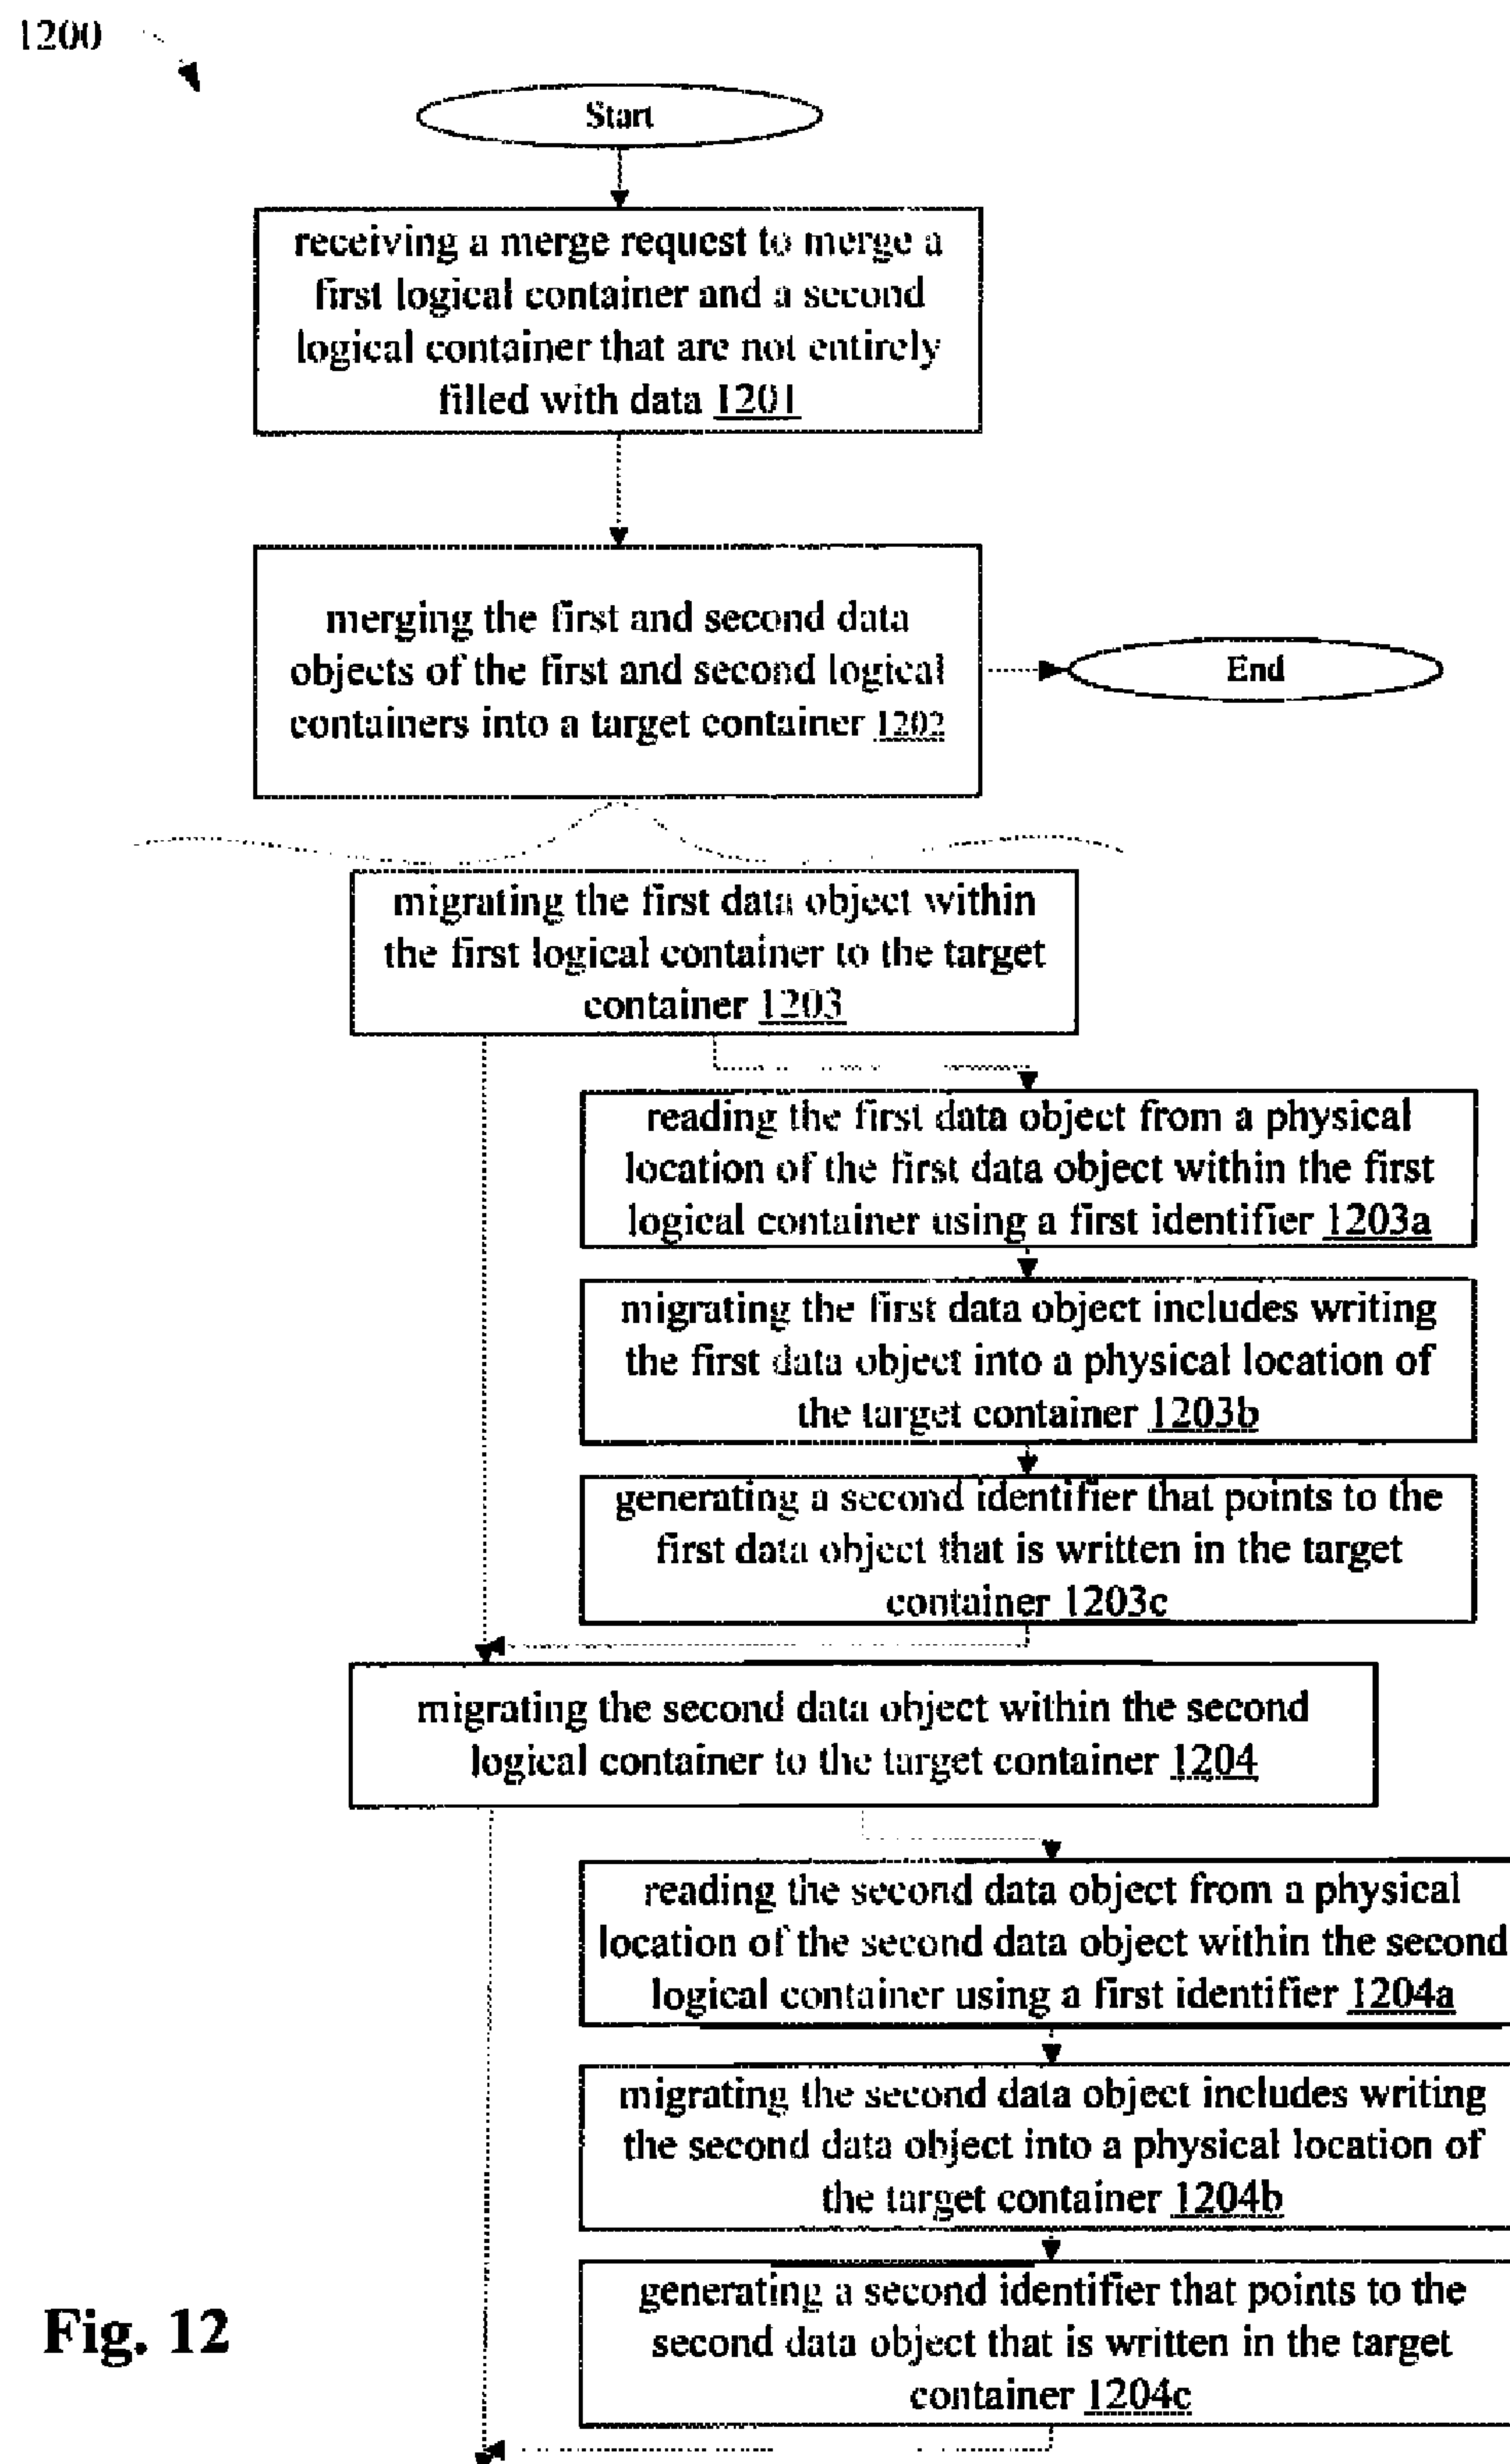 1200
Start
receiving a merge request to merge a
first logical container and a second
logical container that are not entirely
filled with data 1201
merging the first and second data
objects of the first and second logical
containers into a target container 1202
End
migrating the first data object within
the first logical container to the target
container 1203
reading the first data object from a physical
location of the first data object within the first
logical container using a first identifier 1203a
migrating the first data object includes writing
the first data object into a physical location of
the target container 1203b
generating a second identifier that points to the
first data object that is written in the target
container 1203c
migrating the second data object within the second
logical container to the target container 1204
reading the second data object from a physical
location of the second data object within the second
logical container using a first identifier 1204a
migrating the second data object includes writing
the second data object into a physical location of
the target container 1204b
generating a second identifier that points to the
second data object that is written in the target
container 1204c
Fig. 12